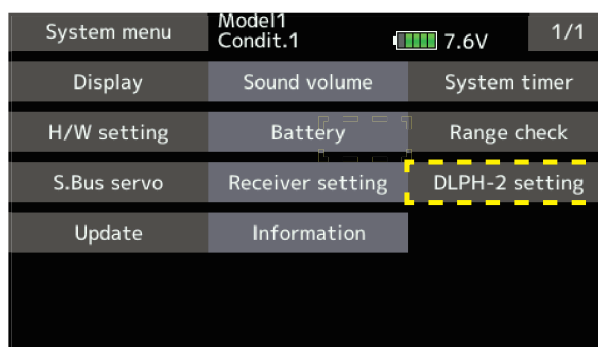 System menu
Model1
Condit.1
7.6V
1/1
Display
Sound volume
System timer
H/W setting
Battery
Range check
S.Bus servo
Receiver setting
DLPH-2 setting
Update
Information